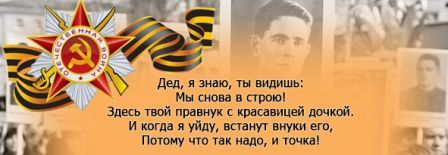 ОТЕЧЕСТВЕННАЯ ВОЙНА
Дед, я знаю, ты видишь:
Мы снова в строю!
Здесь твой правнук с красавицей дочкой.
И когда я уйду, встанут внуки его,
Потому что так надо, и точка!